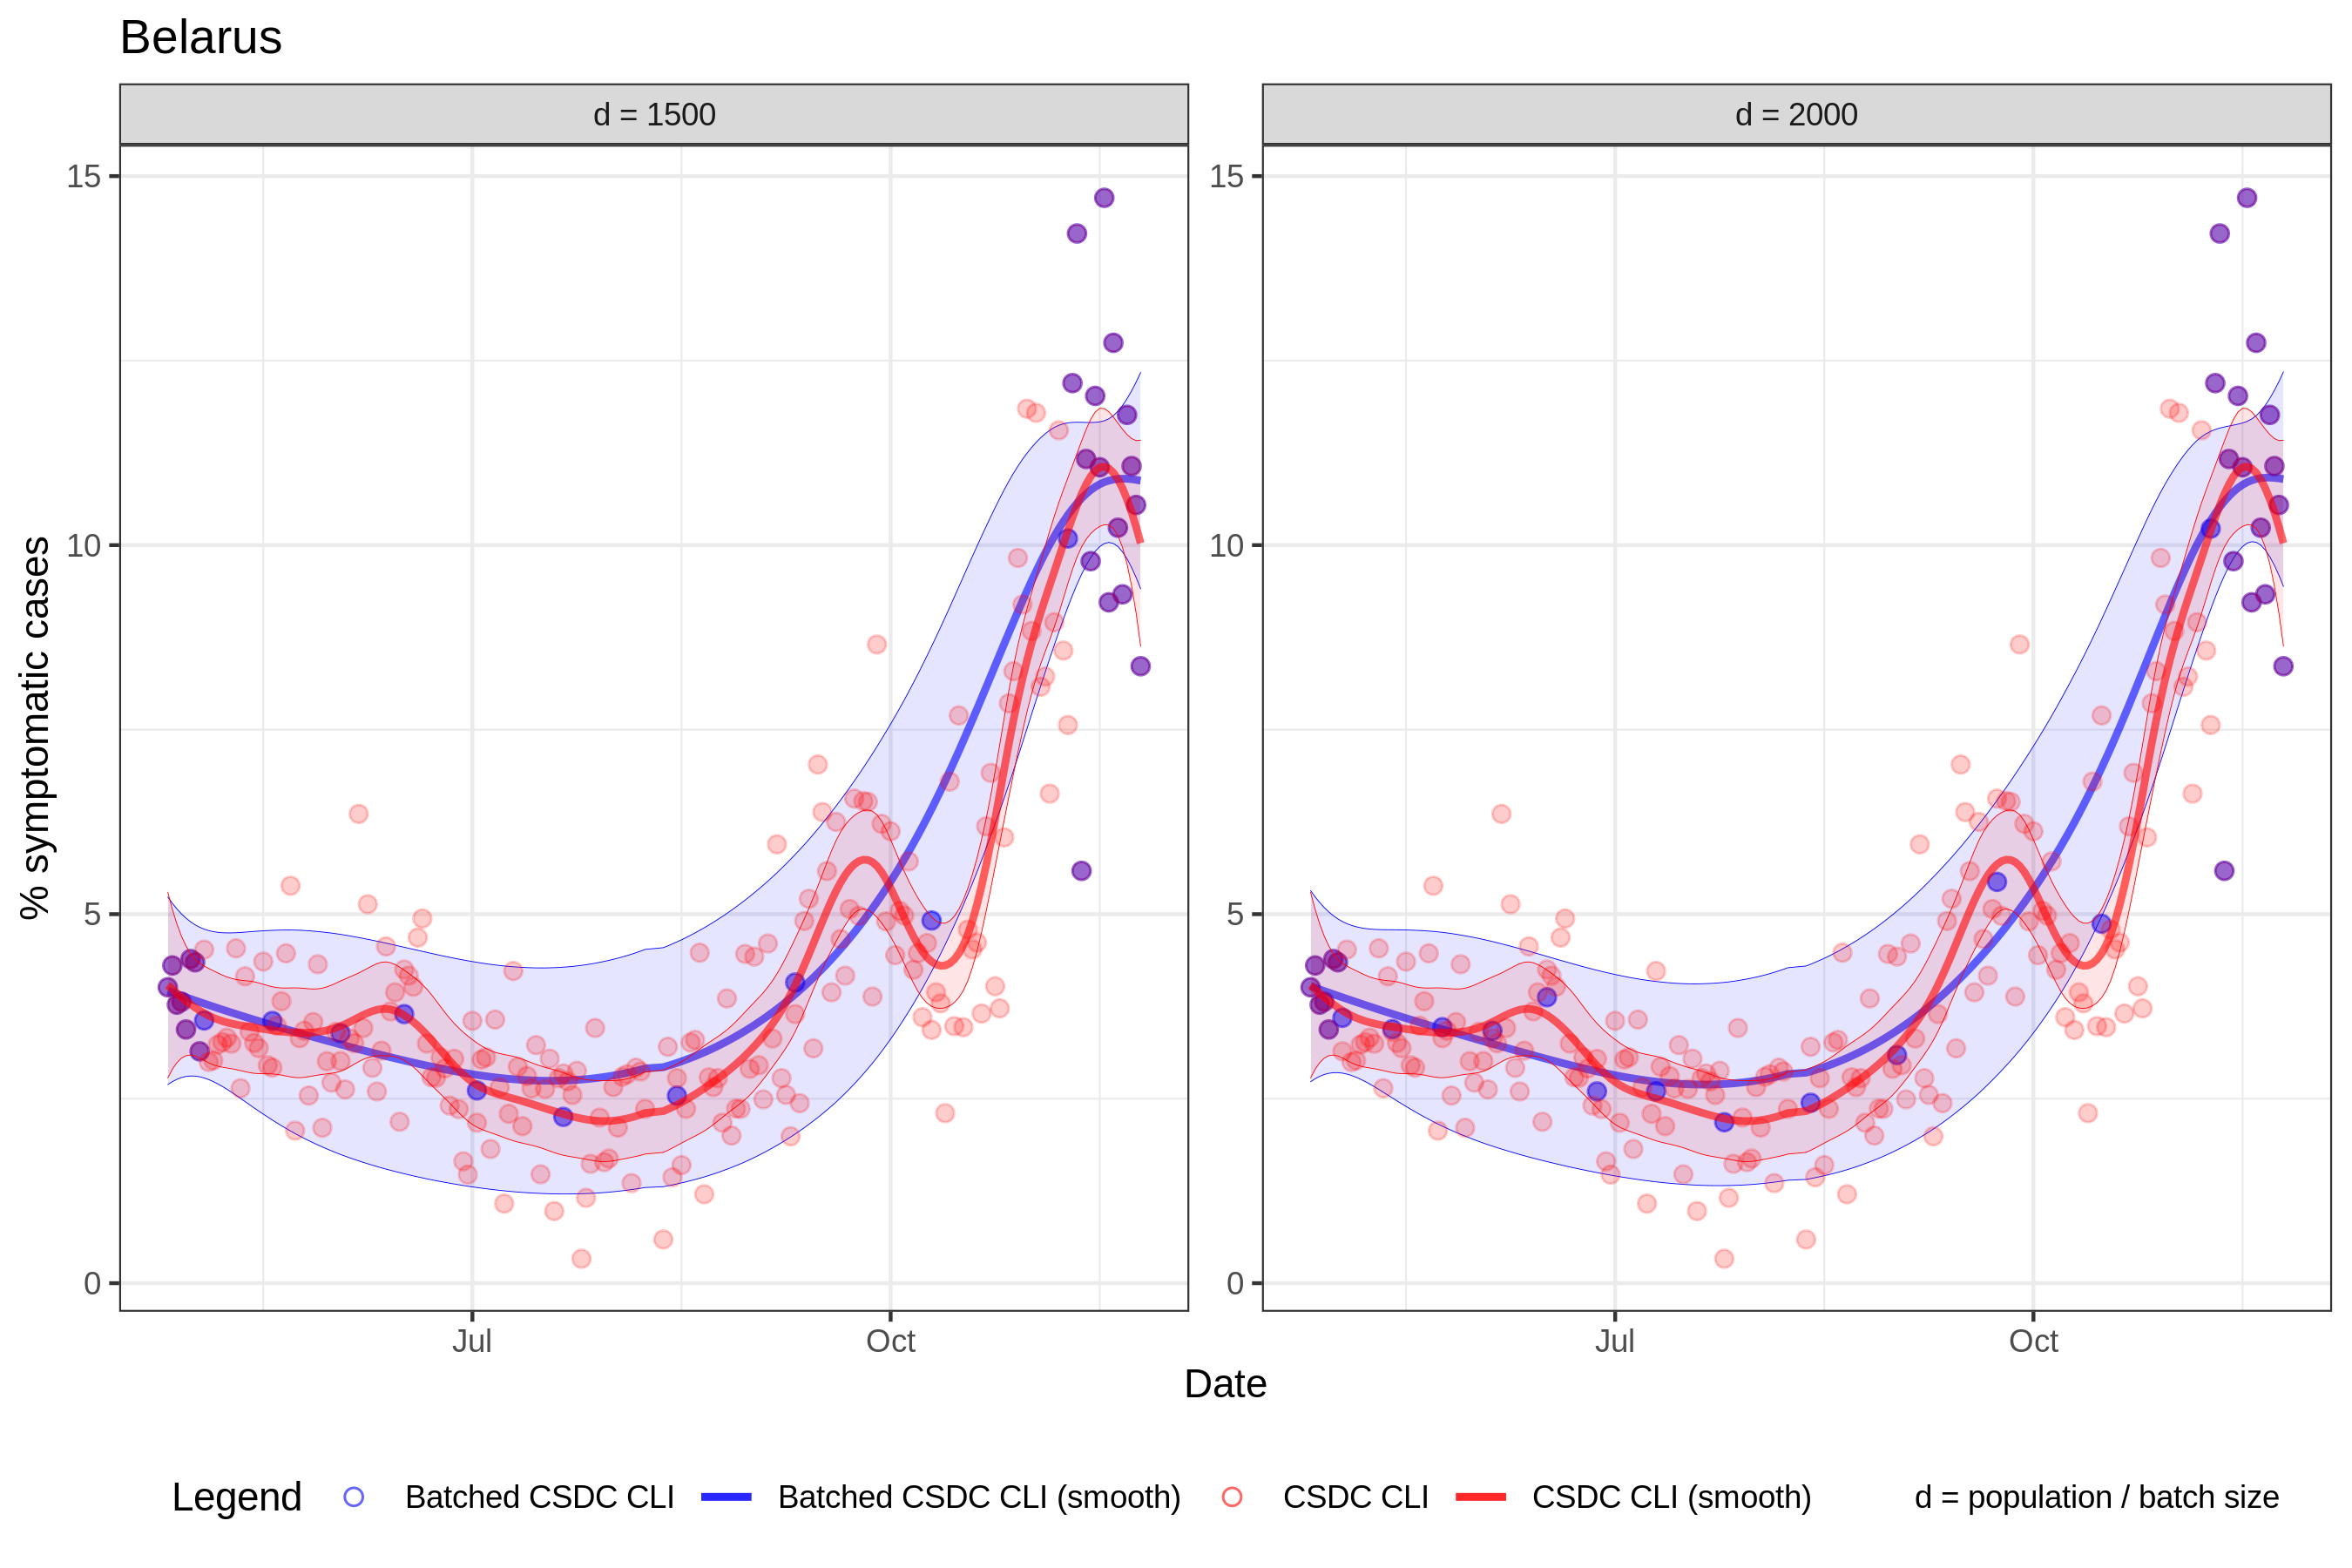 Belarus
d = 1500
d = 2000
% symptomatic cases
15
10
5
0
15
10
5
0
Jul
Oct
Jul
Oct
Date
Legend
Batched CSDC CLI
Batched CSDC CLI (smooth)
CSDC CLI
CSDC CLI (smooth)
d = population / batch size